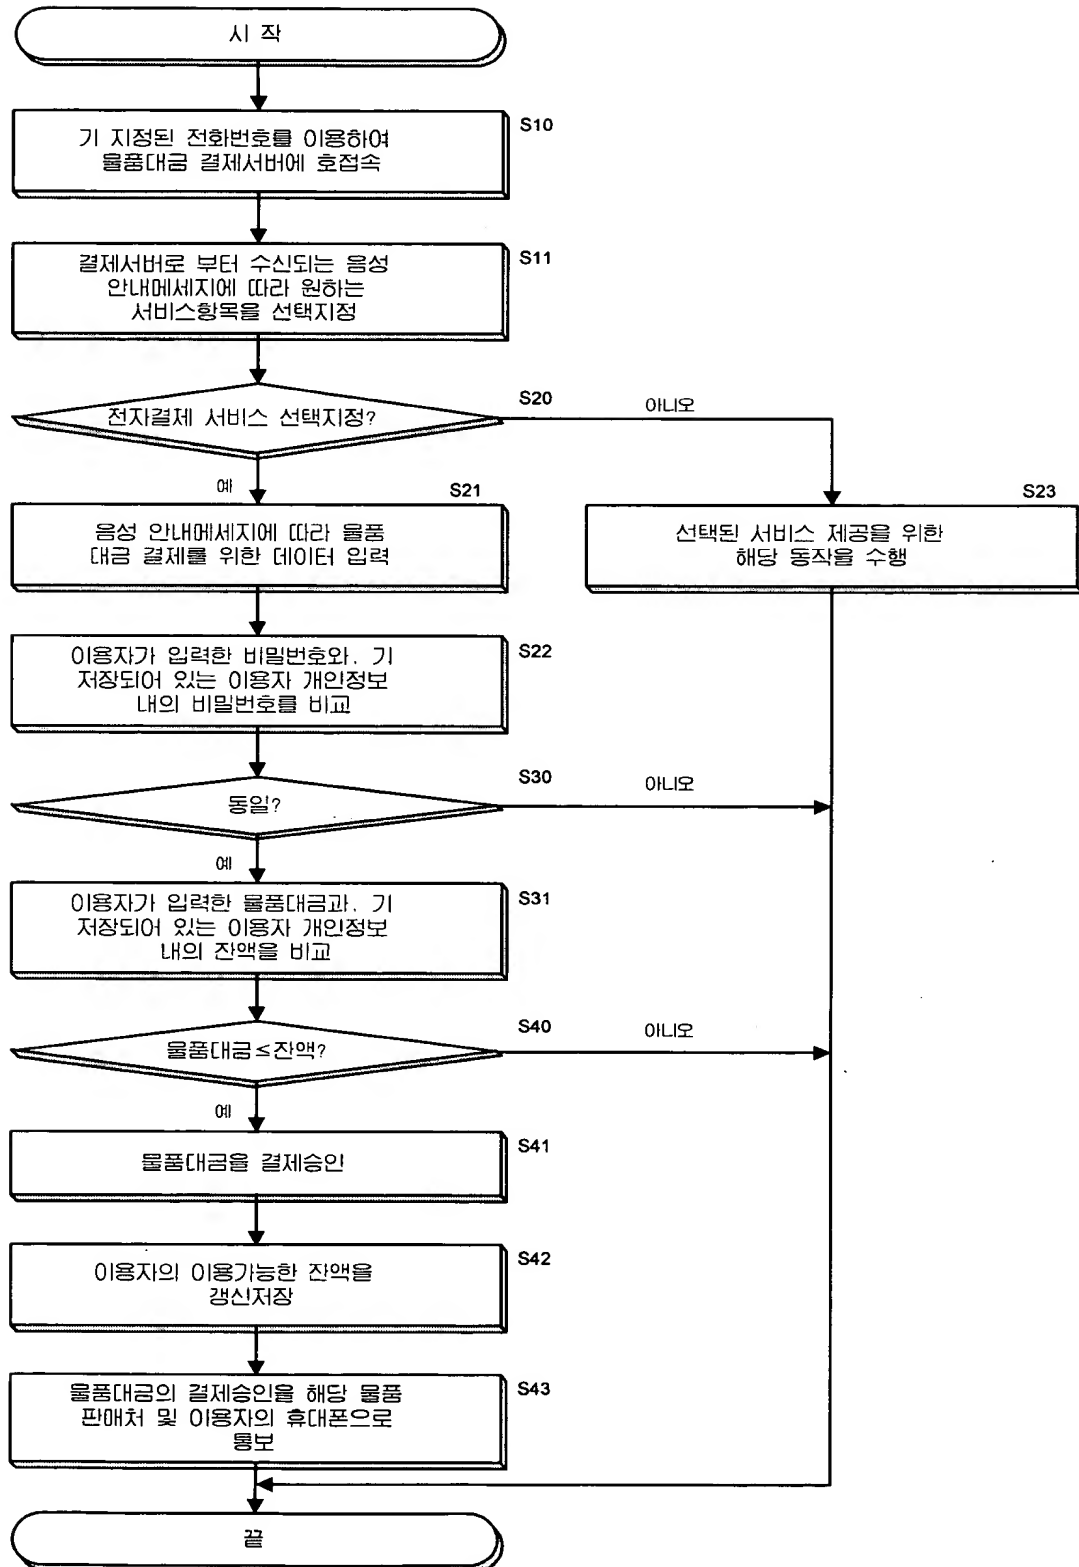 시 작
S10
기 지정된 전화번호를 이용하여
물품대금 결제서버에 호접속
S11
결제서버로 부터 수신되는 음성
안내메세지에 따라 원하는
서비스항목을 선택지정
S20
전자결제 서비스 선택지정?
아니오
예
S21
음성 안내메세지에 따라 물품
대금 결제를 위한 데이터 입력
S23
선택된 서비스 제공을 위한
해당 동작을 수행
S22
이용자가 입력한 비밀번호와, 기
저장되어 있는 이용자 개인정보
내의 비밀번호를 비교
S30
동일?
아니오
예
S31
이용자가 입력한 물품대금과, 기
저장되어 있는 이용자 개인정보
내의 잔액을 비교
S40
물품대금≤잔액?
아니오
예
S41
물품대금을 결제승인
S42
이용자의 이용가능한 잔액을
갱신저장
S43
물품대금의 결제승인을 해당 물품
판매처 및 이용자의 휴대폰으로
통보
끝